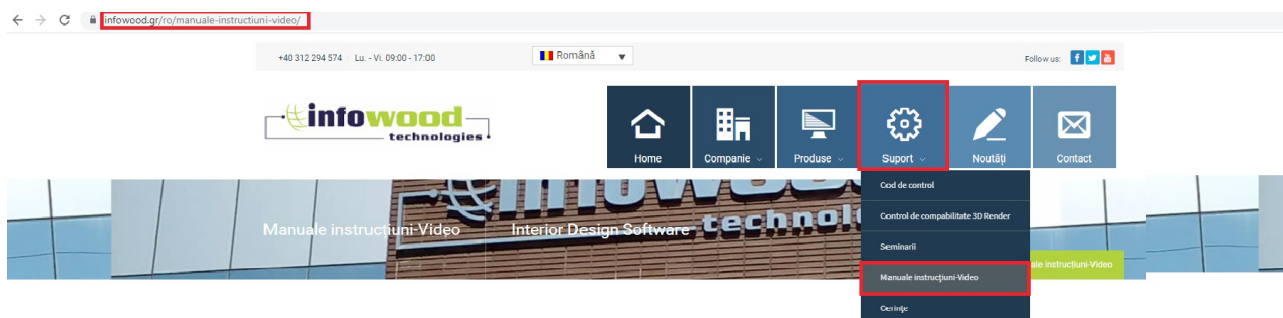 infowood.gr/ro/manuale-instructiuni-video/
+40 312 294 574 Lu. - Vi. 09:00 - 17:00 Română Follow us:
infowood
technologies
Home Companie Produse Suport Noutăți Contact
Cod de control
Control de compabilitate 3D Render
Seminarii
Manuale instrucțiuni-Video Interior Design Software
technol
ale instrucțiuni-Video
Manuale instrucțiuni-Video
Cerințe